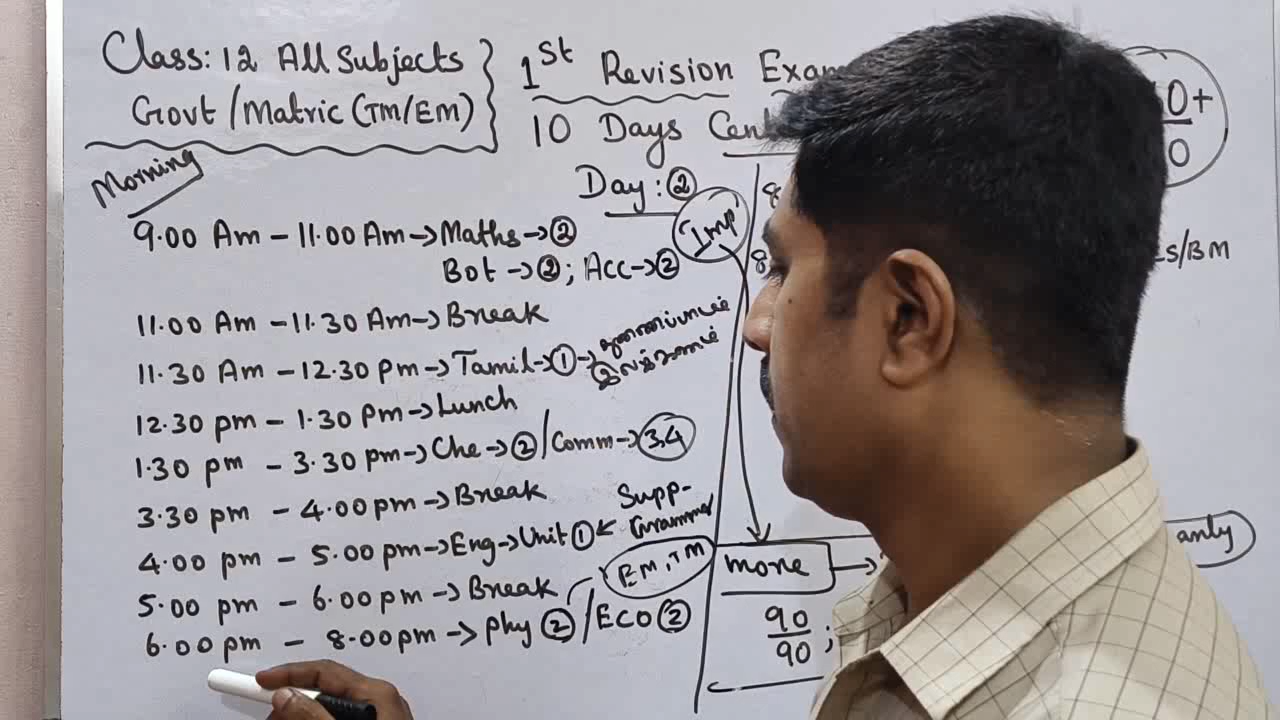 Class: 12 All Subjects
Govt / Matric (TM/EM)
1st Revision Exam
10 Days
0+
0
Morning
Day: ②
9.00 Am - 11.00 Am → Maths → ②
Imp
8
Bot → ②; Acc → ②
8
/BM
11.00 Am - 11.30 Am → Break
11.30 Am - 12.30 pm → Tamil → ① →
12.30 pm - 1.30 Pm → Lunch
1.30 pm - 3.30 pm → Che → ② / Comm → 3,4
3.30 pm - 4.00 pm → Break
4.00 pm - 5.00 pm → Eng → Unit ① < Supp-
Grammar
5.00 pm - 6.00 pm → Break
EM, TM
more →
6.00 pm - 8.00 pm → phy ② / ECO ②
90
90 ;